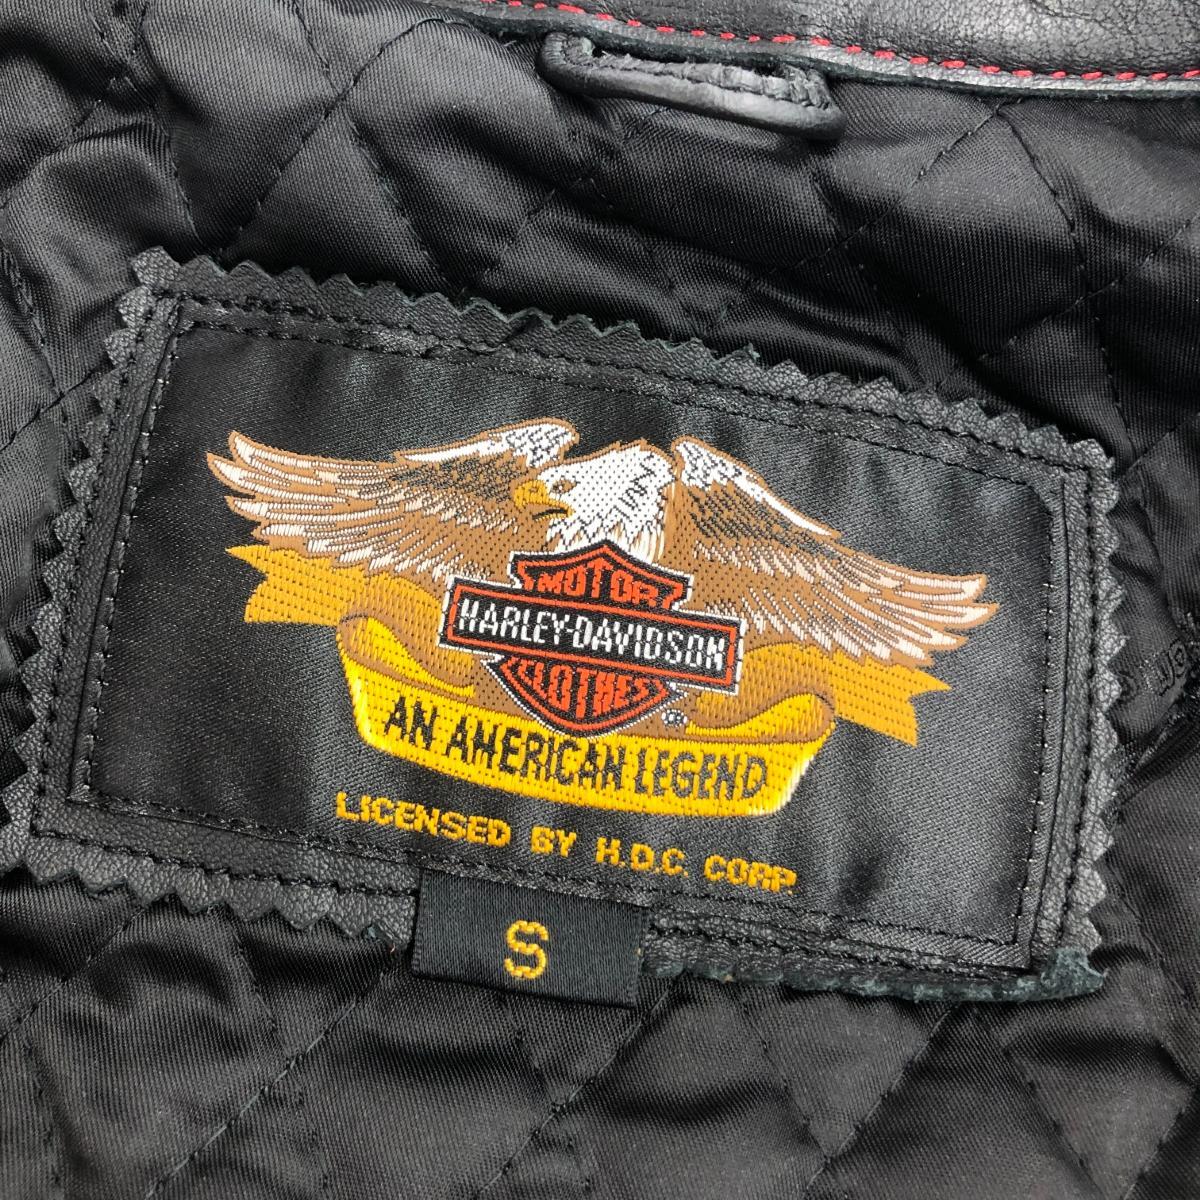 MOTOR
HARLEY-DAVIDSON
CLOTHES
®
AN AMERICAN LEGEND
LICENSED BY H.D.C. CORP.
S